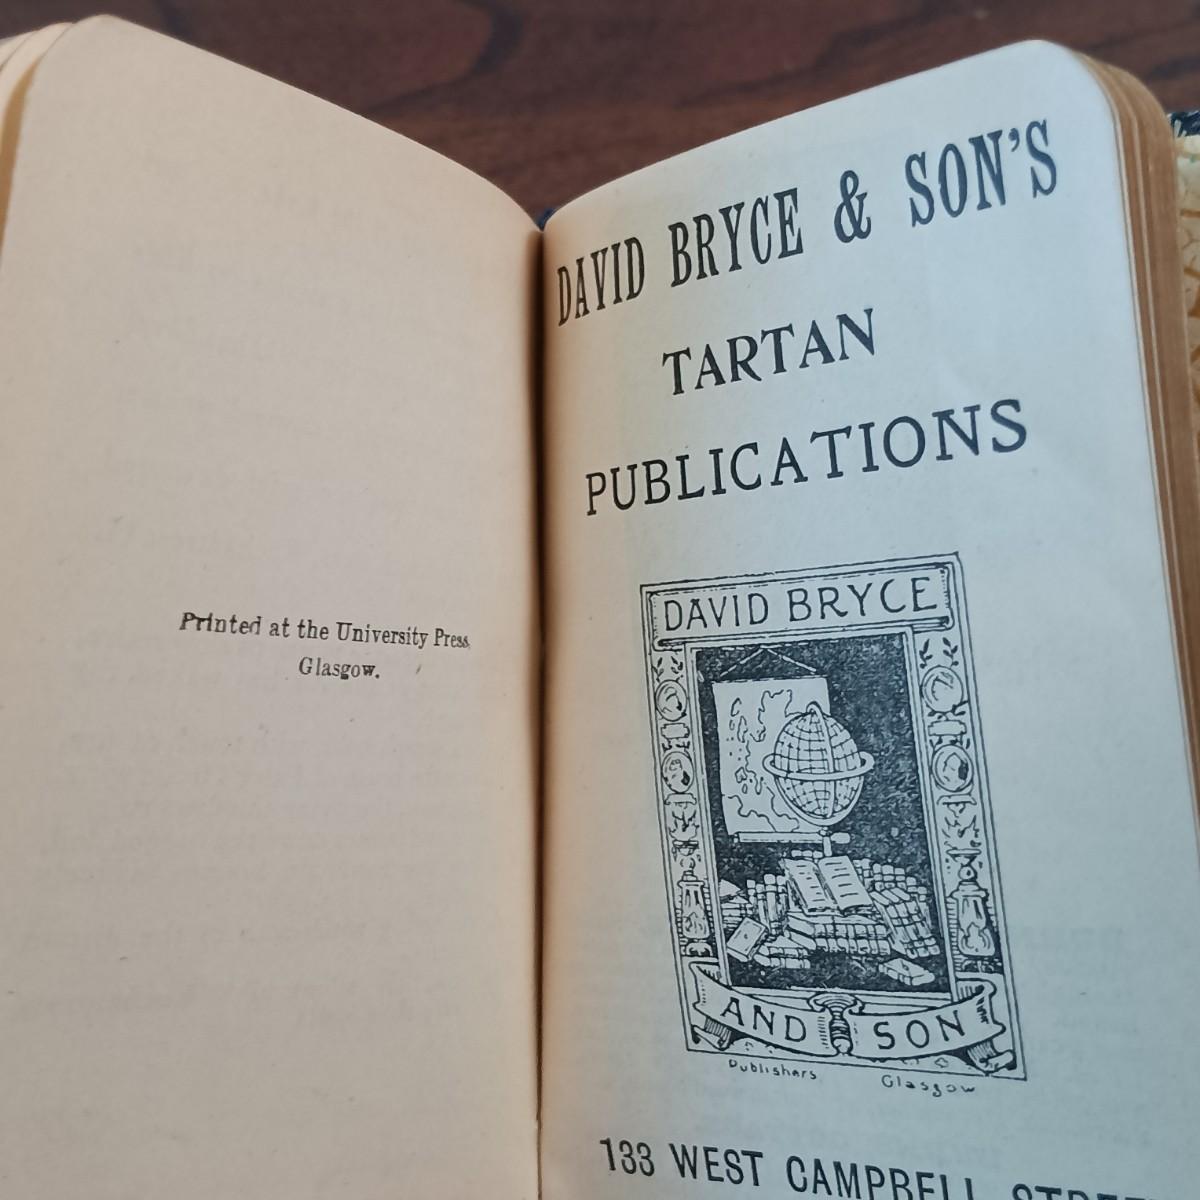 Printed at the University Press,
Glasgow.
DAVID BRYCE & SON'S
TARTAN
PUBLICATIONS
DAVID BRYCE
AND SON
Publishers Glasgow
133 WEST CAMPBELL STREE